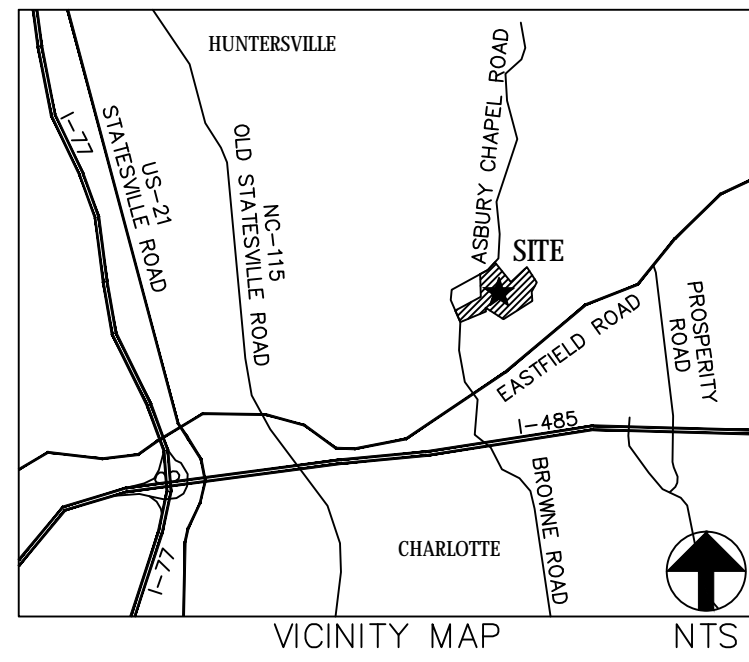 HUNTERSVILLE
I-77
US-21
STATESVILLE ROAD
NC-115
OLD STATESVILLE ROAD
ASBURY CHAPEL ROAD
SITE
EASTFIELD ROAD
PROSPERITY
ROAD
I-485
BROWNE ROAD
CHARLOTTE
I-77
VICINITY MAP
NTS